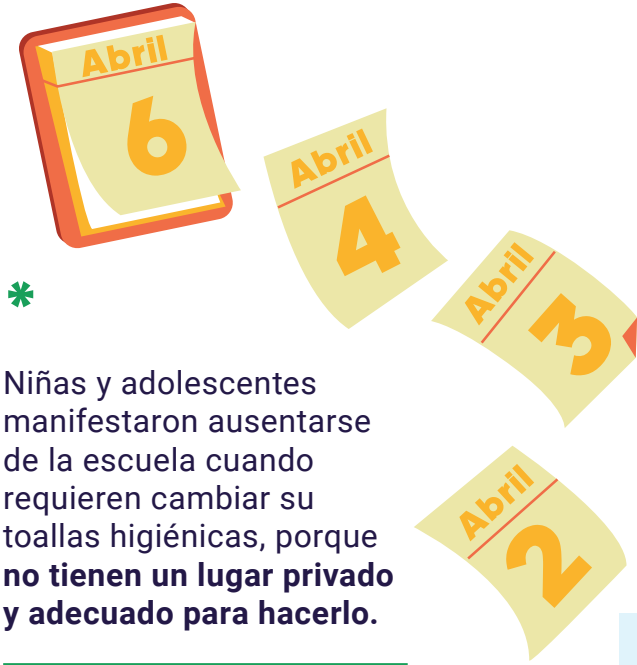 Abril
6
Abril
4
Abril
3
Abril
2
*
Niñas y adolescentes
manifestaron ausentarse
de la escuela cuando
requieren cambiar su
toallas higiénicas, porque
no tienen un lugar privado
y adecuado para hacerlo.